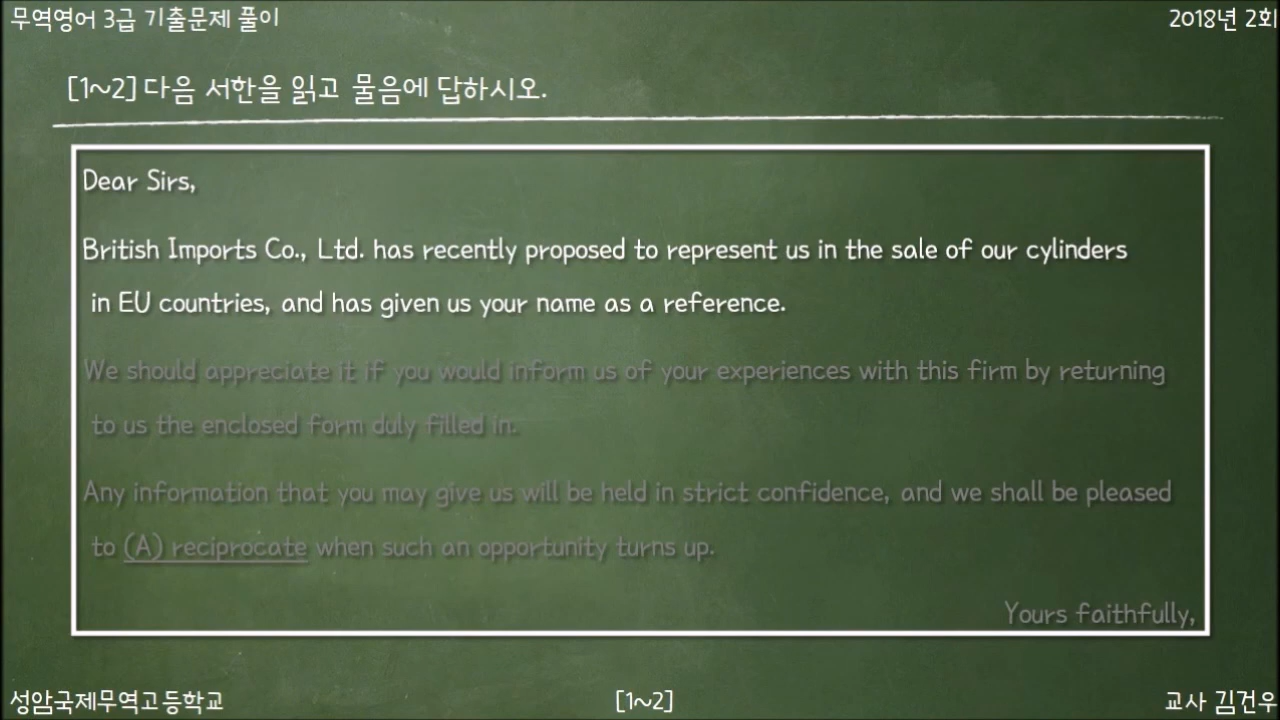 무역영어 3급 기출문제 풀이
2018년 2회
[1~2] 다음 서한을 읽고 물음에 답하시오.
Dear Sirs,
British Imports Co., Ltd. has recently proposed to represent us in the sale of our cylinders
in EU countries, and has given us your name as a reference.
We should appreciate it if you would inform us of your experiences with this firm by returning
to us the enclosed form duly filled in.
Any information that you may give us will be held in strict confidence, and we shall be pleased
to (A) reciprocate when such an opportunity turns up.
Yours faithfully,
성암국제무역고등학교
[1~2]
교사 김건우